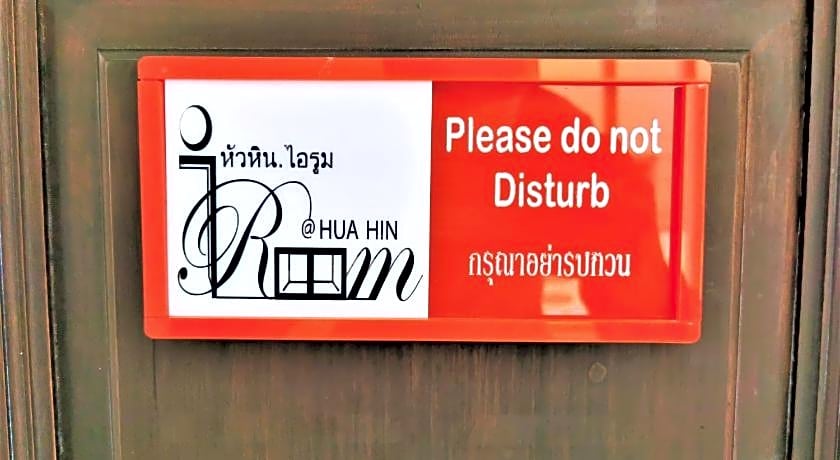 หัวหิน.ไอรูม
@HUA HIN
iRoom
Please do not
Disturb
กรุณาอย่ารบกวน